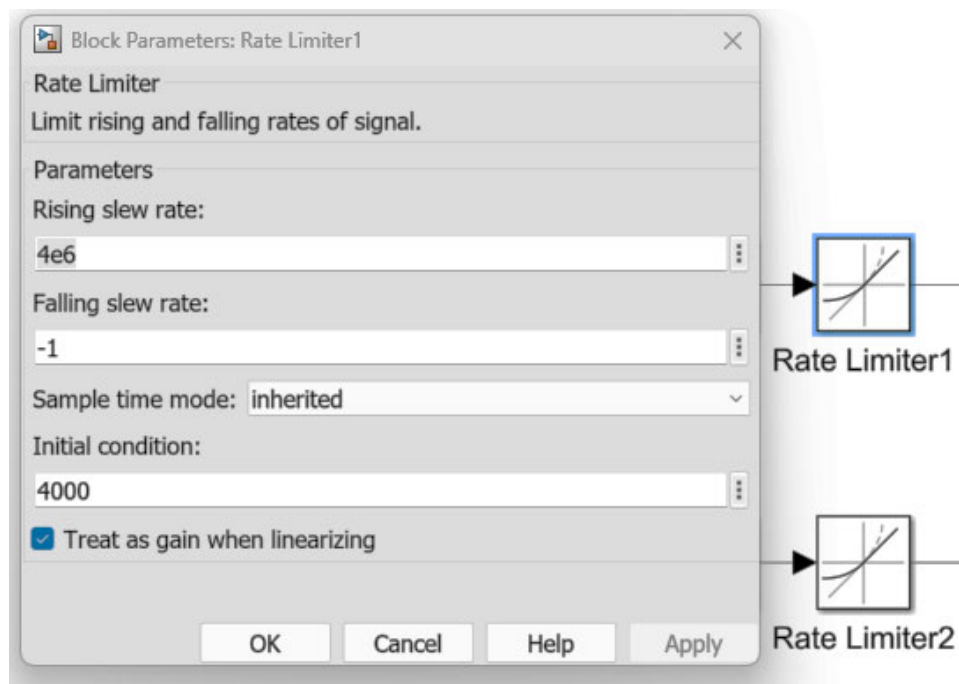 Block Parameters: Rate Limiter1
Rate Limiter
Limit rising and falling rates of signal.
Parameters
Rising slew rate:
4e6
Falling slew rate:
-1
Sample time mode: inherited
Initial condition:
4000
Treat as gain when linearizing
OK Cancel Help Apply
Rate Limiter1
Rate Limiter2